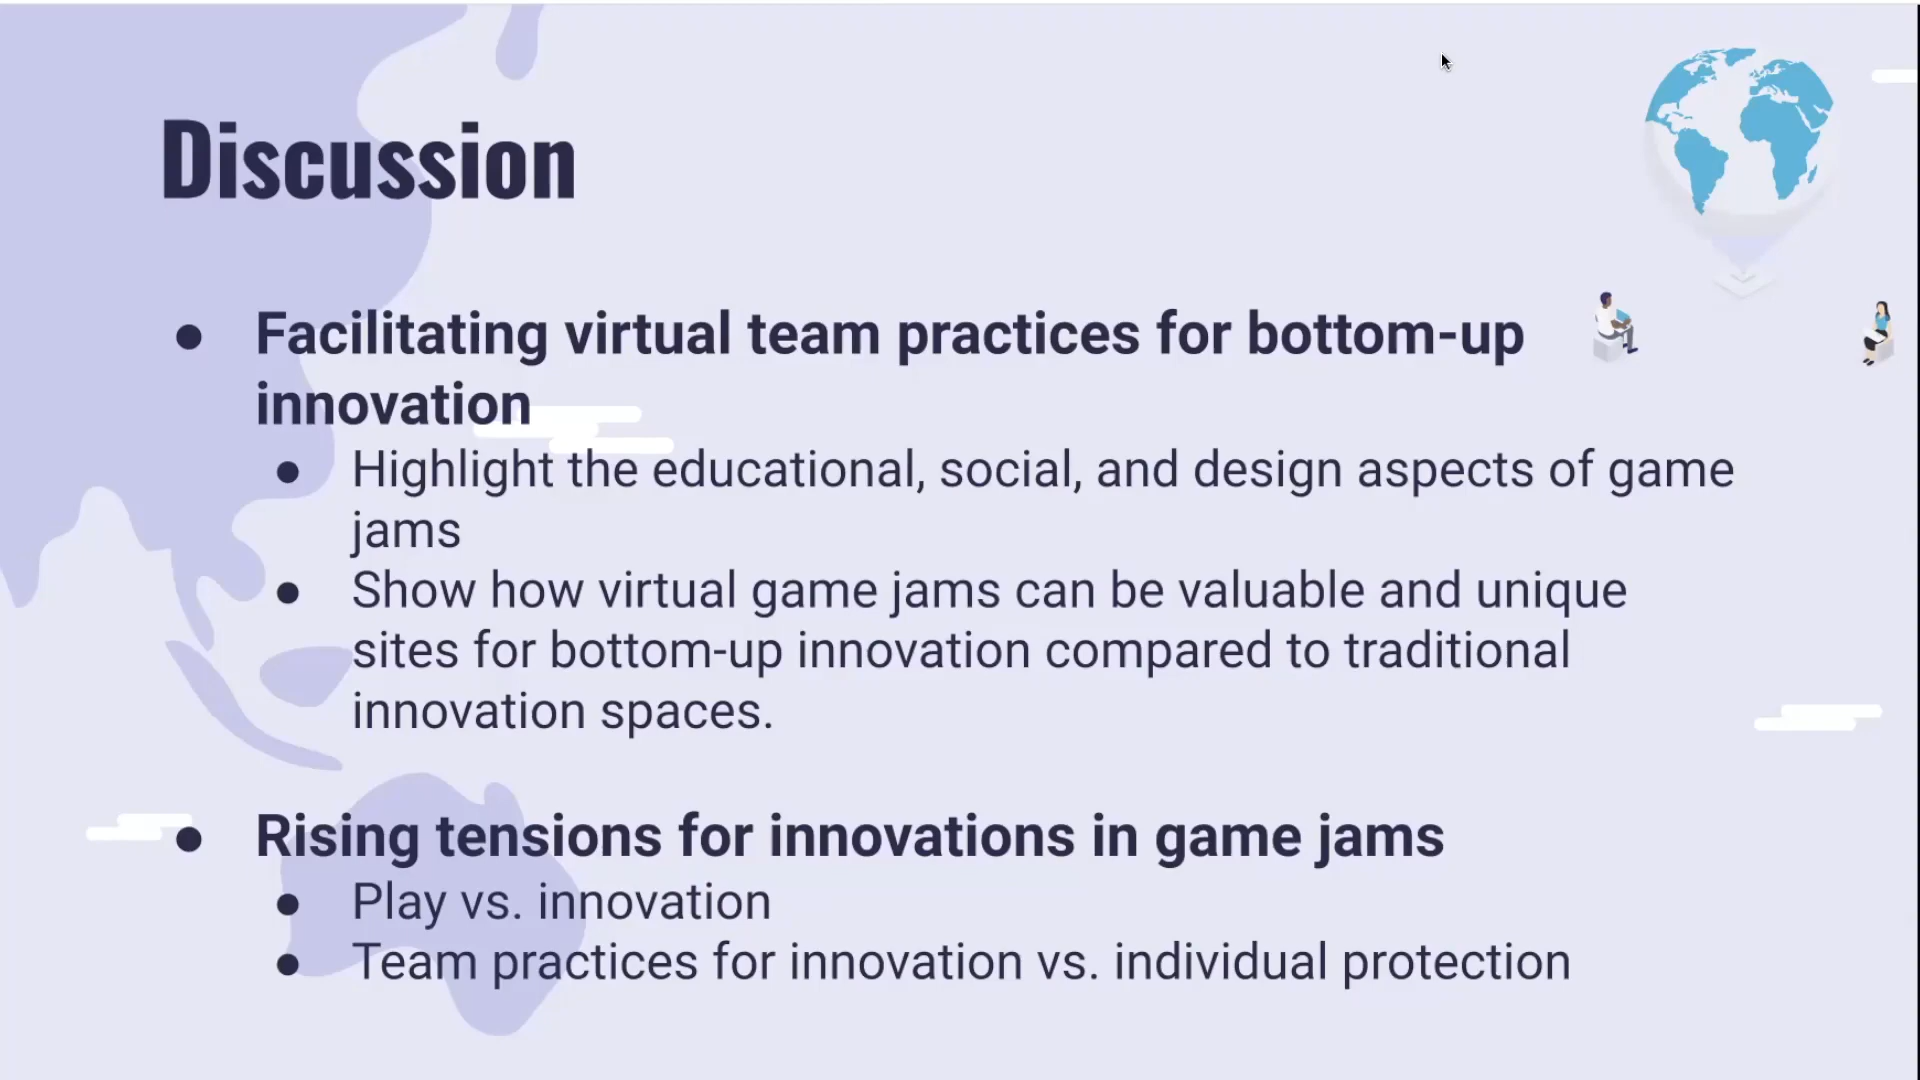 Discussion
● Facilitating virtual team practices for bottom-up
innovation
● Highlight the educational, social, and design aspects of game
jams
● Show how virtual game jams can be valuable and unique
sites for bottom-up innovation compared to traditional
innovation spaces.
● Rising tensions for innovations in game jams
● Play vs. innovation
● Team practices for innovation vs. individual protection